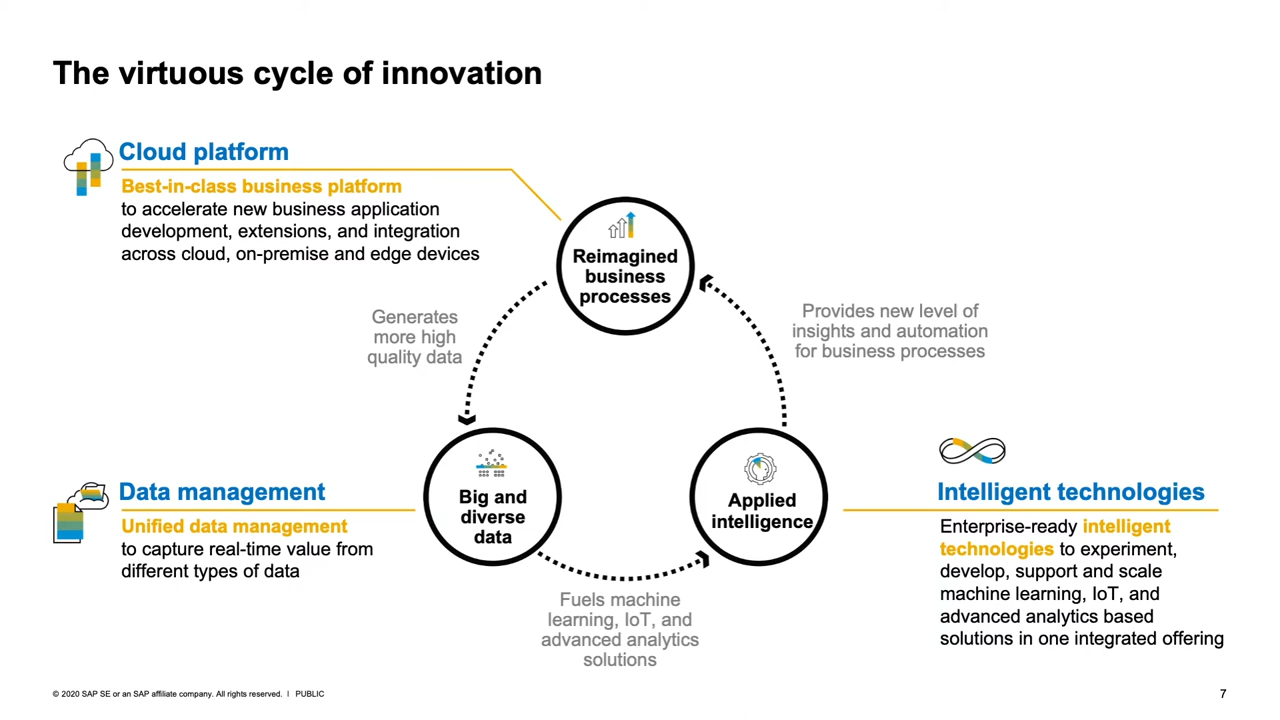 The virtuous cycle of innovation
Cloud platform
Best-in-class business platform
to accelerate new business application
development, extensions, and integration
across cloud, on-premise and edge devices
Reimagined
business
processes
Generates
more high
quality data
Provides new level of
insights and automation
for business processes
Data management
Unified data management
to capture real-time value from
different types of data
Big and
diverse
data
Applied
intelligence
Intelligent technologies
Enterprise-ready intelligent
technologies to experiment,
develop, support and scale
machine learning, IoT, and
advanced analytics based
solutions in one integrated offering
Fuels machine
learning, IoT, and
advanced analytics
solutions
© 2020 SAP SE or an SAP affiliate company. All rights reserved. | PUBLIC
7